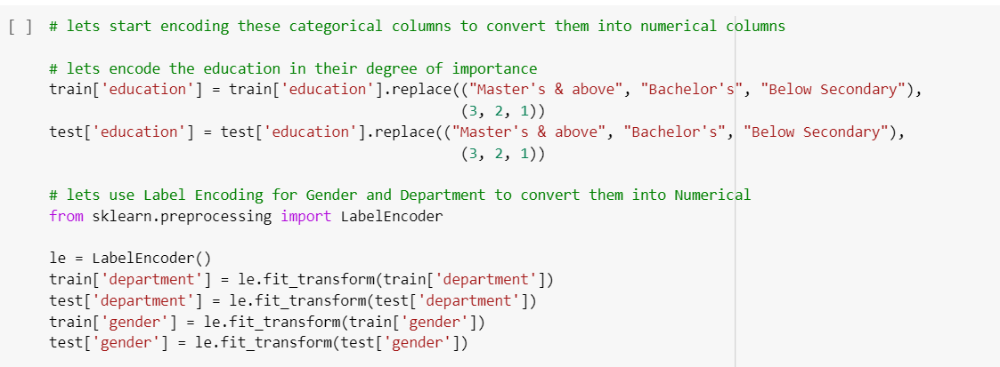 [ ] # lets start encoding these categorical columns to convert them into numerical columns
# lets encode the education in their degree of importance
train['education'] = train['education'].replace(("Master's & above", "Bachelor's", "Below Secondary"),
(3, 2, 1))
test['education'] = test['education'].replace(("Master's & above", "Bachelor's", "Below Secondary"),
(3, 2, 1))
# lets use Label Encoding for Gender and Department to convert them into Numerical
from sklearn.preprocessing import LabelEncoder
le = LabelEncoder()
train['department'] = le.fit_transform(train['department'])
test['department'] = le.fit_transform(test['department'])
train['gender'] = le.fit_transform(train['gender'])
test['gender'] = le.fit_transform(test['gender'])